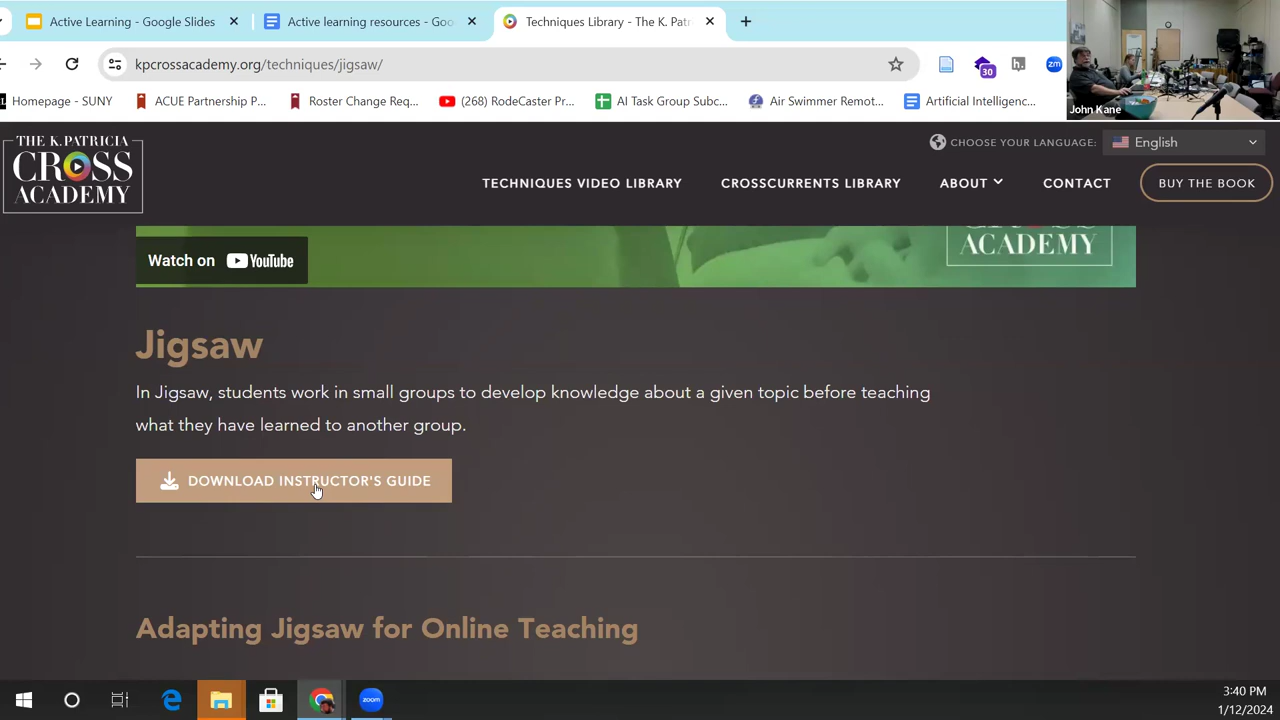 Active Learning - Google Slides
Active learning resources - Goo
Techniques Library - The K. Patri
kpcrossacademy.org/techniques/jigsaw/
30
h.
zm
Homepage - SUNY
ACUE Partnership P...
Roster Change Req...
(268) RodeCaster Pr...
AI Task Group Subc...
Air Swimmer Remot...
Artificial Intelligenc...
John Kane
THE K. PATRICIA
CROSS
ACADEMY
CHOOSE YOUR LANGUAGE:
English
TECHNIQUES VIDEO LIBRARY
CROSSCURRENTS LIBRARY
ABOUT
CONTACT
BUY THE BOOK
Watch on YouTube
ACADEMY
Jigsaw
In Jigsaw, students work in small groups to develop knowledge about a given topic before teaching
what they have learned to another group.
DOWNLOAD INSTRUCTOR'S GUIDE
Adapting Jigsaw for Online Teaching
zoom
3:40 PM
1/12/2024